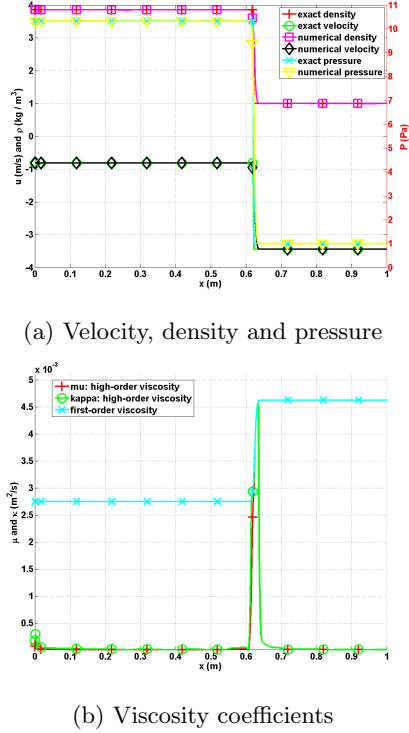 4
3
2
1
0
-1
-2
-3
-4
u (m/s) and ρ (kg / m³)
11
10
9
8
7
6
5
4
3
2
1
0
P (Pa)
exact density
exact velocity
numerical density
numerical velocity
exact pressure
numerical pressure
0 0.1 0.2 0.3 0.4 0.5 0.6 0.7 0.8 0.9 1
x (m)
(a) Velocity, density and pressure
x 10⁻³
5
4.5
4
3.5
3
2.5
2
1.5
1
0.5
μ and κ (m²/s)
mu: high-order viscosity
kappa: high-order viscosity
first-order viscosity
0 0.1 0.2 0.3 0.4 0.5 0.6 0.7 0.8 0.9 1
x (m)
(b) Viscosity coefficients